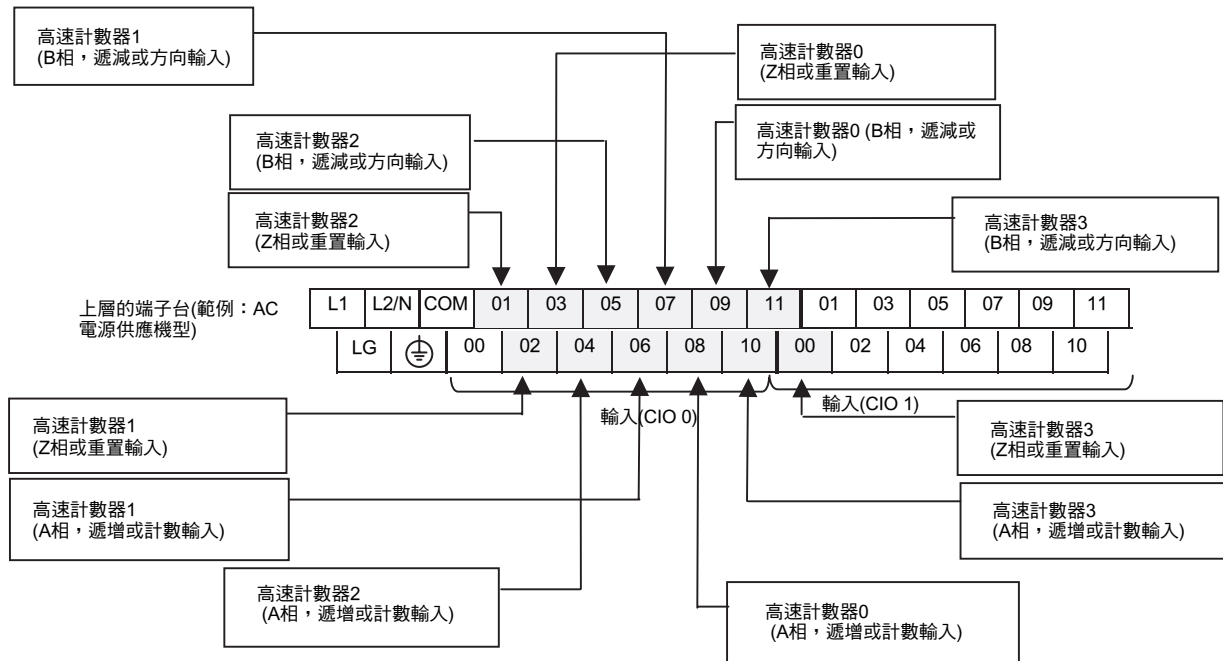 高速計數器1
(B相，遞減或方向輸入)
高速計數器0
(Z相或重置輸入)
高速計數器2
(B相，遞減或方向輸入)
高速計數器0 (B相，遞減或
方向輸入)
高速計數器2
(Z相或重置輸入)
高速計數器3
(B相，遞減或方向輸入)
上層的端子台(範例：AC
電源供應機型)
L1 L2/N COM 01 03 05 07 09 11 01 03 05 07 09 11
LG 00 02 04 06 08 10 00 02 04 06 08 10
輸入(CIO 0)
輸入(CIO 1)
高速計數器1
(Z相或重置輸入)
高速計數器3
(Z相或重置輸入)
高速計數器1
(A相，遞增或計數輸入)
高速計數器3
(A相，遞增或計數輸入)
高速計數器2
(A相，遞增或計數輸入)
高速計數器0
(A相，遞增或計數輸入)